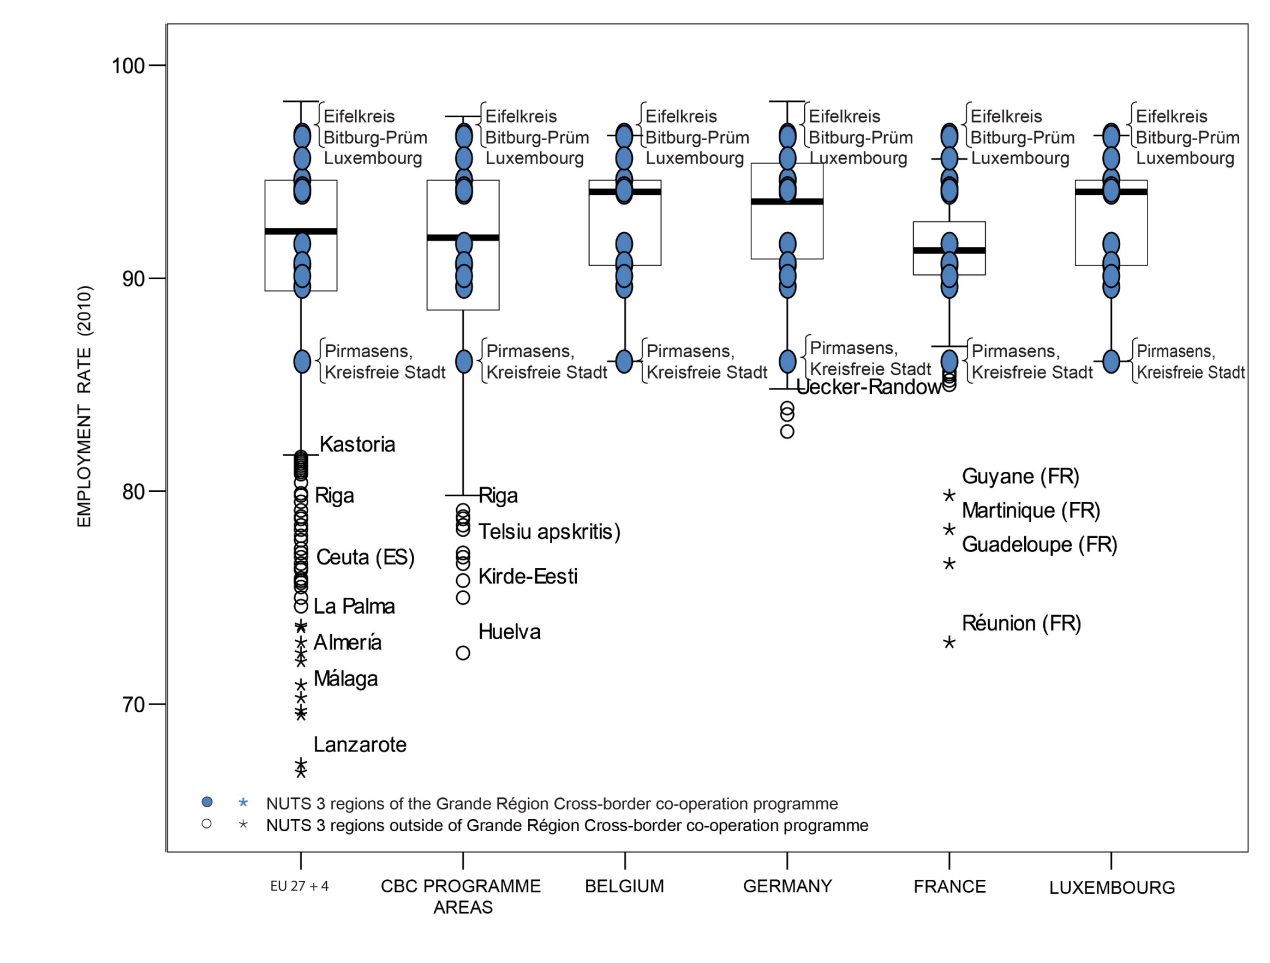 EMPLOYMENT RATE (2010)
100
90
80
70
Eifelkreis
Bitburg-Prüm
Luxembourg
Pirmasens,
Kreisfreie Stadt
Kastoria
Riga
Ceuta (ES)
La Palma
Almería
Málaga
Lanzarote
Eifelkreis
Bitburg-Prüm
Luxembourg
Pirmasens,
Kreisfreie Stadt
Riga
Telsiu apskritis)
Kirde-Eesti
Huelva
Eifelkreis
Bitburg-Prüm
Luxembourg
Pirmasens,
Kreisfreie Stadt
Eifelkreis
Bitburg-Prüm
Luxembourg
Pirmasens,
Kreisfreie Stadt
Uecker-Randow
Eifelkreis
Bitburg-Prüm
Luxembourg
Pirmasens,
Kreisfreie Stadt
Guyane (FR)
Martinique (FR)
Guadeloupe (FR)
Réunion (FR)
Eifelkreis
Bitburg-Prüm
Luxembourg
Pirmasens,
Kreisfreie Stadt
NUTS 3 regions of the Grande Région Cross-border co-operation programme
NUTS 3 regions outside of Grande Région Cross-border co-operation programme
EU 27 + 4
CBC PROGRAMME
AREAS
BELGIUM
GERMANY
FRANCE
LUXEMBOURG